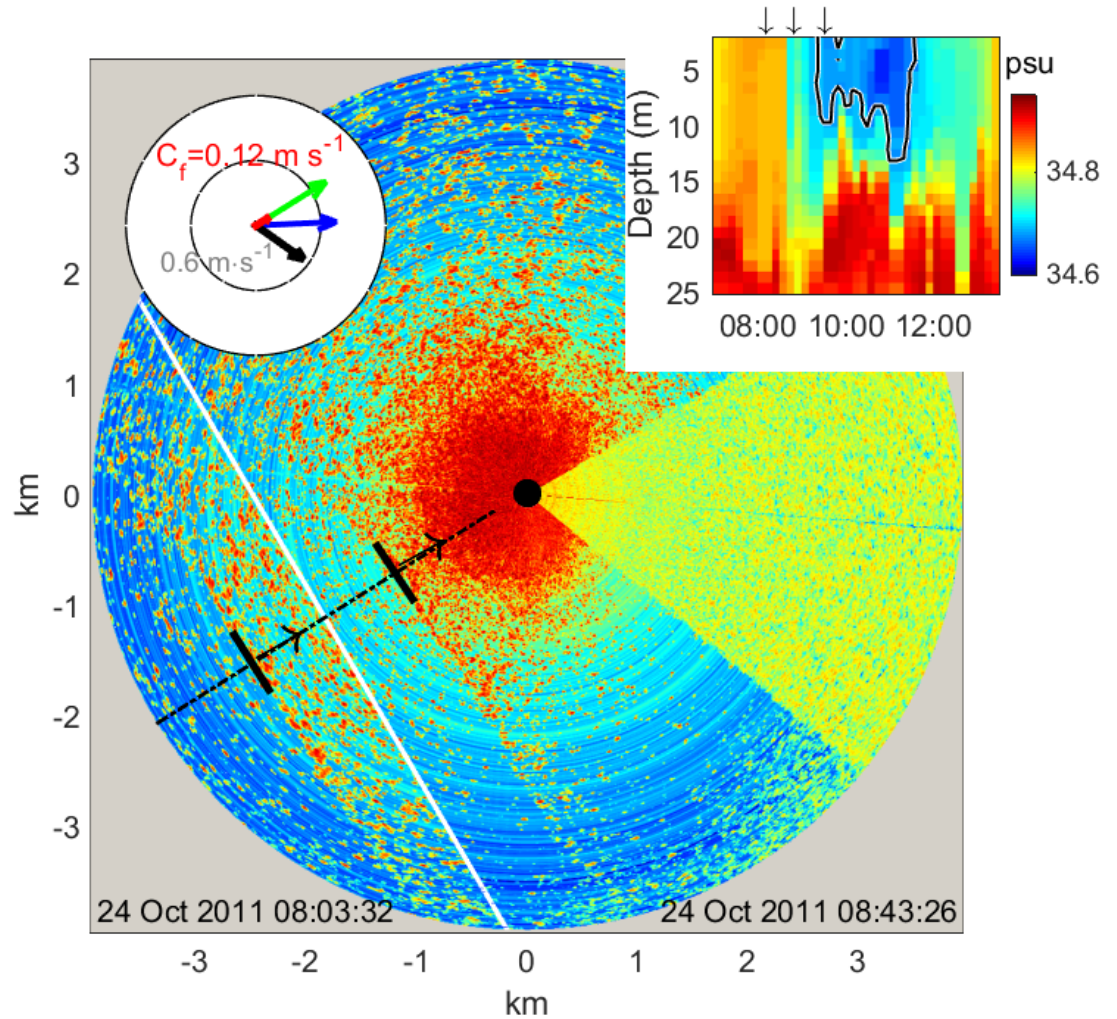 ↓ ↓ ↓
psu
5
10
15
20
25
Depth (m)
08:00 10:00 12:00
34.8
34.6
C_f=0.12 m s^-1
0.6 m·s^-1
3
2
1
0
-1
-2
-3
km
24 Oct 2011 08:03:32
24 Oct 2011 08:43:26
-3 -2 -1 0 1 2 3
km